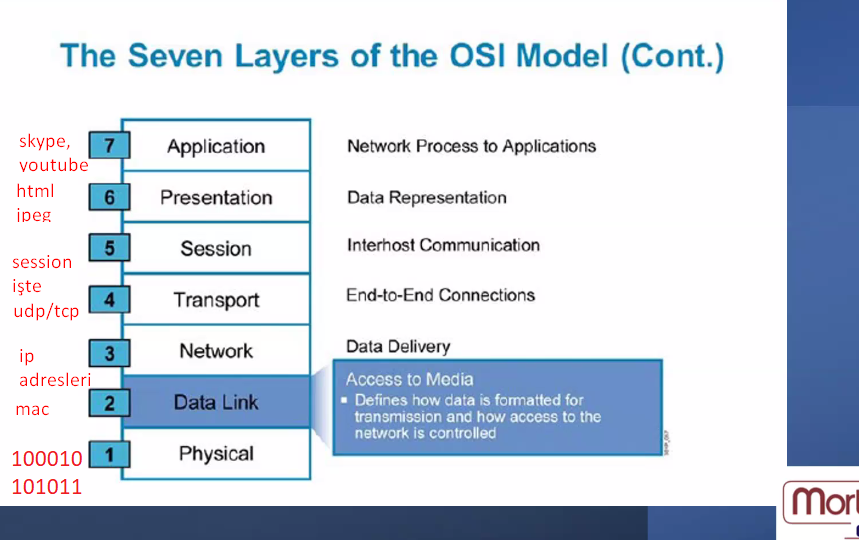 The Seven Layers of the OSI Model (Cont.)
skype,
youtube
7 Application Network Process to Applications
html
jpeg
6 Presentation Data Representation
5 Session Interhost Communication
session
işte
udp/tcp
4 Transport End-to-End Connections
3 Network Data Delivery
ip
adresleri
mac
2 Data Link
Access to Media
Defines how data is formatted for
transmission and how access to the
network is controlled
1 Physical
100010
101011